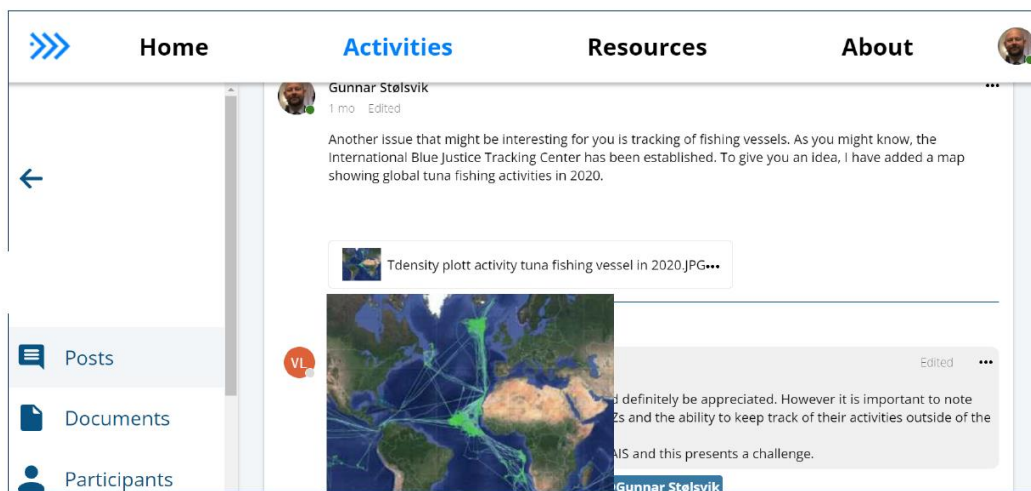 Home Activities Resources About
Gunnar Stølsvik
1 mo Edited
Another issue that might be interesting for you is tracking of fishing vessels. As you might know, the
International Blue Justice Tracking Center has been established. To give you an idea, I have added a map
showing global tuna fishing activities in 2020.
Tdensity plott activity tuna fishing vessel in 2020.JPG
Posts
VL
Edited
definitely be appreciated. However it is important to note
Documents
and the ability to keep track of their activities outside of the
AIS and this presents a challenge.
Participants
Gunnar Stølsvik